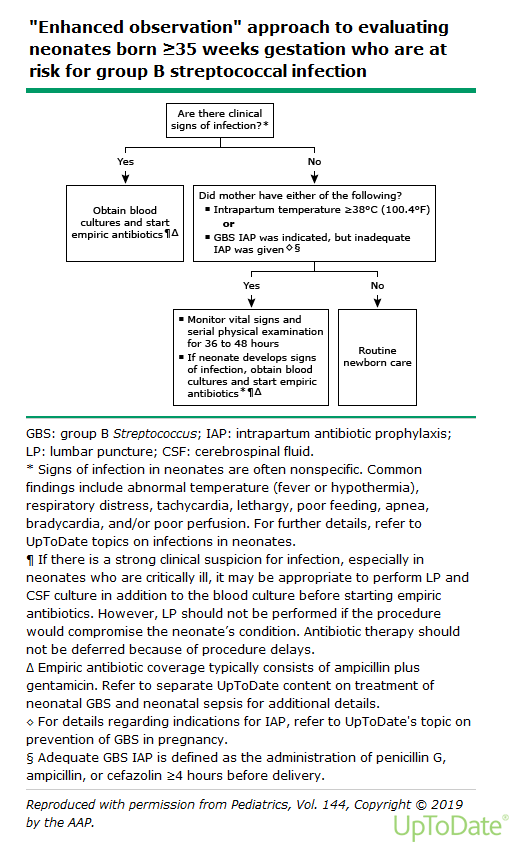 "Enhanced observation" approach to evaluating
neonates born ≥35 weeks gestation who are at
risk for group B streptococcal infection
Are there clinical
signs of infection?*
Yes
No
Obtain blood
cultures and start
empiric antibiotics¶Δ
Did mother have either of the following?
▪ Intrapartum temperature ≥38°C (100.4°F)
or
▪ GBS IAP was indicated, but inadequate
IAP was given◊§
Yes
No
▪ Monitor vital signs and
serial physical examination
for 36 to 48 hours
▪ If neonate develops signs
of infection, obtain blood
cultures and start empiric
antibiotics*¶Δ
Routine
newborn care
GBS: group B Streptococcus; IAP: intrapartum antibiotic prophylaxis;
LP: lumbar puncture; CSF: cerebrospinal fluid.
* Signs of infection in neonates are often nonspecific. Common
findings include abnormal temperature (fever or hypothermia),
respiratory distress, tachycardia, lethargy, poor feeding, apnea,
bradycardia, and/or poor perfusion. For further details, refer to
UpToDate topics on infections in neonates.
¶ If there is a strong clinical suspicion for infection, especially in
neonates who are critically ill, it may be appropriate to perform LP and
CSF culture in addition to the blood culture before starting empiric
antibiotics. However, LP should not be performed if the procedure
would compromise the neonate's condition. Antibiotic therapy should
not be deferred because of procedure delays.
Δ Empiric antibiotic coverage typically consists of ampicillin plus
gentamicin. Refer to separate UpToDate content on treatment of
neonatal GBS and neonatal sepsis for additional details.
◊ For details regarding indications for IAP, refer to UpToDate's topic on
prevention of GBS in pregnancy.
§ Adequate GBS IAP is defined as the administration of penicillin G,
ampicillin, or cefazolin ≥4 hours before delivery.
Reproduced with permission from Pediatrics, Vol. 144, Copyright © 2019
by the AAP.
UpToDate®